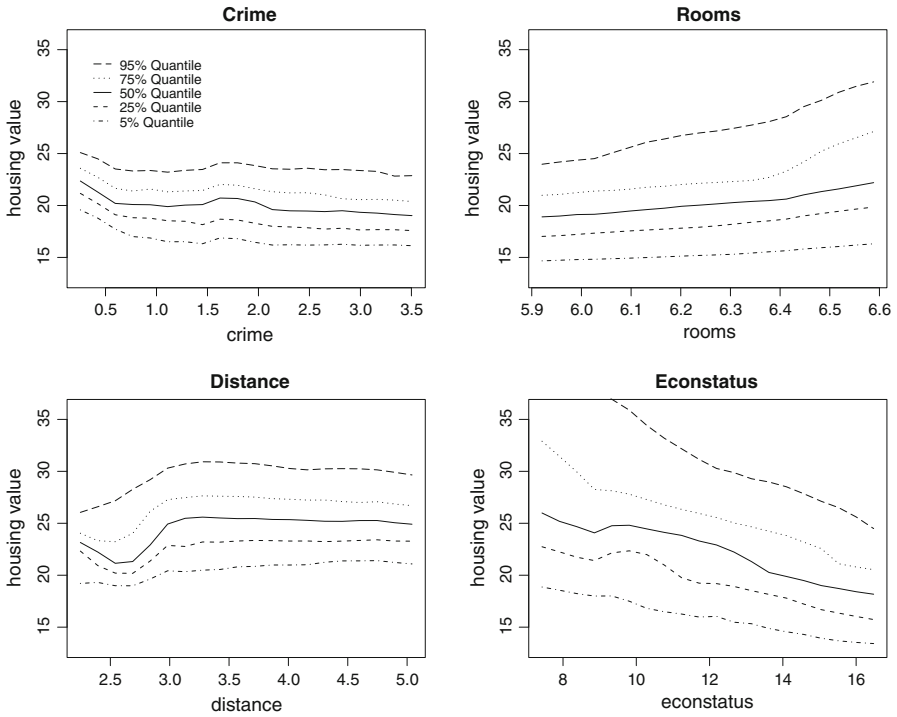 Crime
housing value
35
30
25
20
15
95% Quantile
75% Quantile
50% Quantile
25% Quantile
5% Quantile
0.5 1.0 1.5 2.0 2.5 3.0 3.5
crime
Rooms
housing value
35
30
25
20
15
5.9 6.0 6.1 6.2 6.3 6.4 6.5 6.6
rooms
Distance
housing value
35
30
25
20
15
2.5 3.0 3.5 4.0 4.5 5.0
distance
Econstatus
housing value
35
30
25
20
15
8 10 12 14 16
econstatus